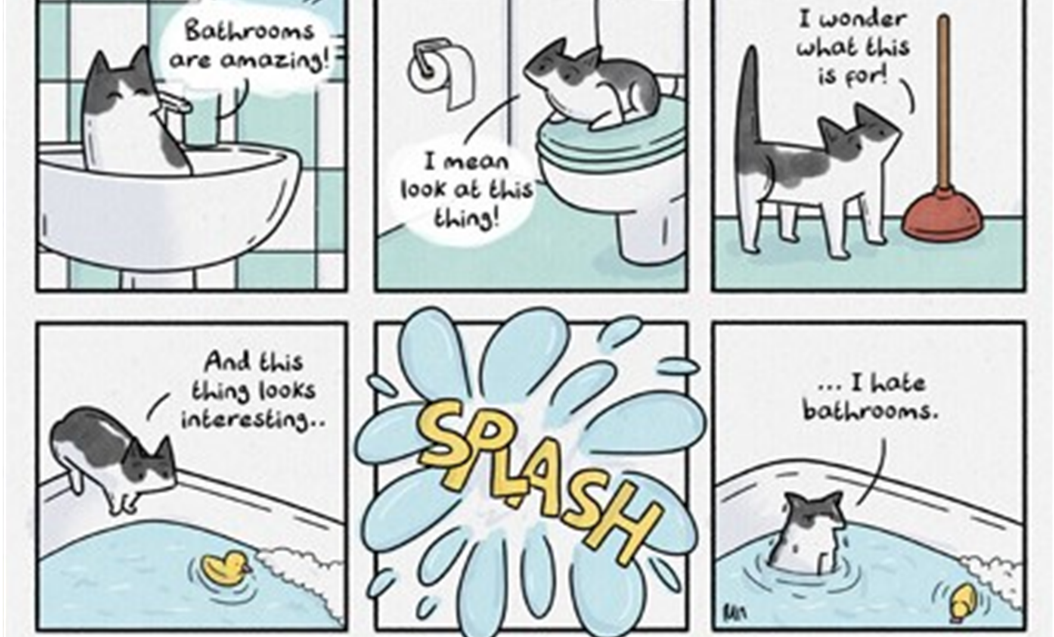 Bathrooms
are amazing!
I mean
look at this
thing!
I wonder
what this
is for!
And this
thing looks
interesting..
SPLASH
... I hate
bathrooms.